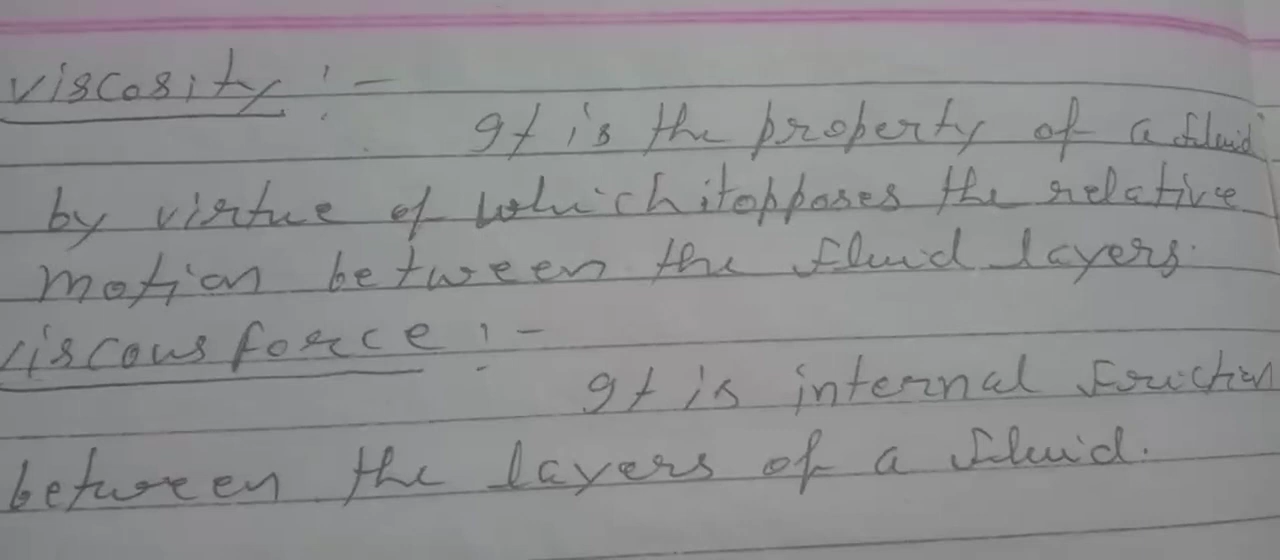 viscosity :-
It is the property of a fluid
by virtue of which it opposes the relative
motion between the fluid layers.
viscous force :-
It is internal friction
between the layers of a fluid.